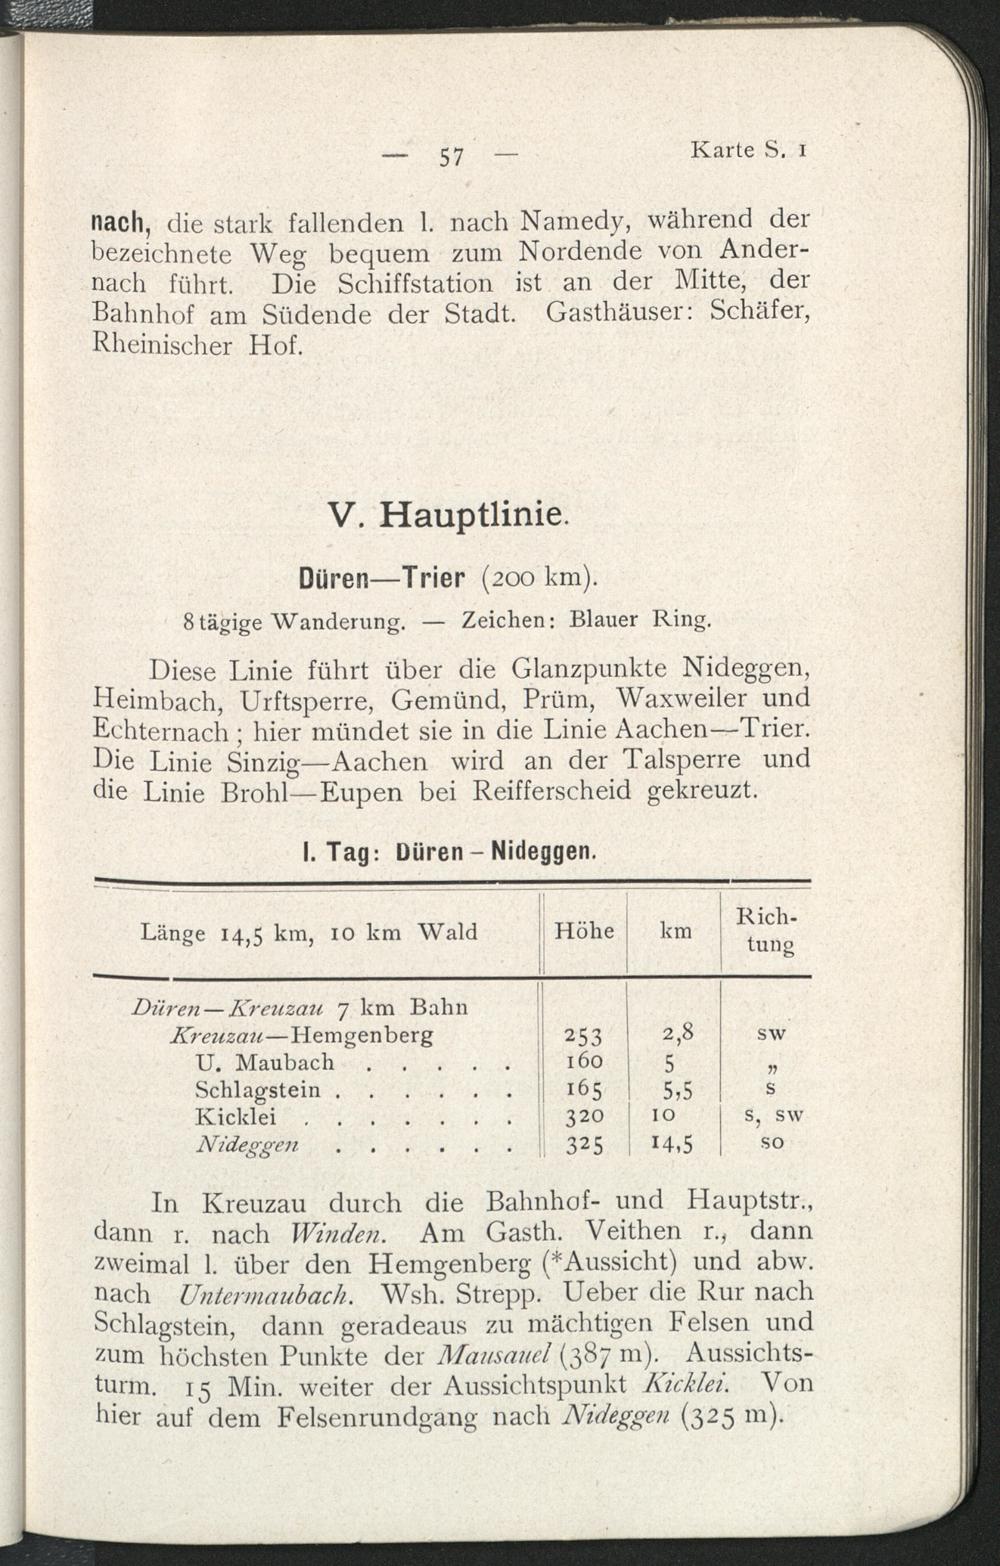 — 57 —
Karte S. 1
nach, die stark fallenden l. nach Namedy, während der
bezeichnete Weg bequem zum Nordende von Ander-
nach führt. Die Schiffstation ist an der Mitte, der
Bahnhof am Südende der Stadt. Gasthäuser: Schäfer,
Rheinischer Hof.
V. Hauptlinie.
Düren—Trier (200 km).
8 tägige Wanderung. — Zeichen: Blauer Ring.
Diese Linie führt über die Glanzpunkte Nideggen,
Heimbach, Urftsperre, Gemünd, Prüm, Waxweiler und
Echternach; hier mündet sie in die Linie Aachen—Trier.
Die Linie Sinzig—Aachen wird an der Talsperre und
die Linie Brohl—Eupen bei Reifferscheid gekreuzt.
I. Tag: Düren – Nideggen.
Länge 14,5 km, 10 km Wald Höhe km Rich-
tung
Düren—Kreuzau 7 km Bahn
Kreuzau—Hemgenberg 253 2,8 SW
U. Maubach . . . . . 160 5 „
Schlagstein . . . . . . 165 5,5 S
Kicklei . . . . . . . 320 10 S, SW
Nideggen . . . . . . 325 14,5 SO
In Kreuzau durch die Bahnhof- und Hauptstr.,
dann r. nach Winden. Am Gasth. Veithen r., dann
zweimal l. über den Hemgenberg (*Aussicht) und abw.
nach Untermaubach. Wsh. Strepp. Ueber die Rur nach
Schlagstein, dann geradeaus zu mächtigen Felsen und
zum höchsten Punkte der Mausauel (387 m). Aussichts-
turm. 15 Min. weiter der Aussichtspunkt Kicklei. Von
hier auf dem Felsenrundgang nach Nideggen (325 m).